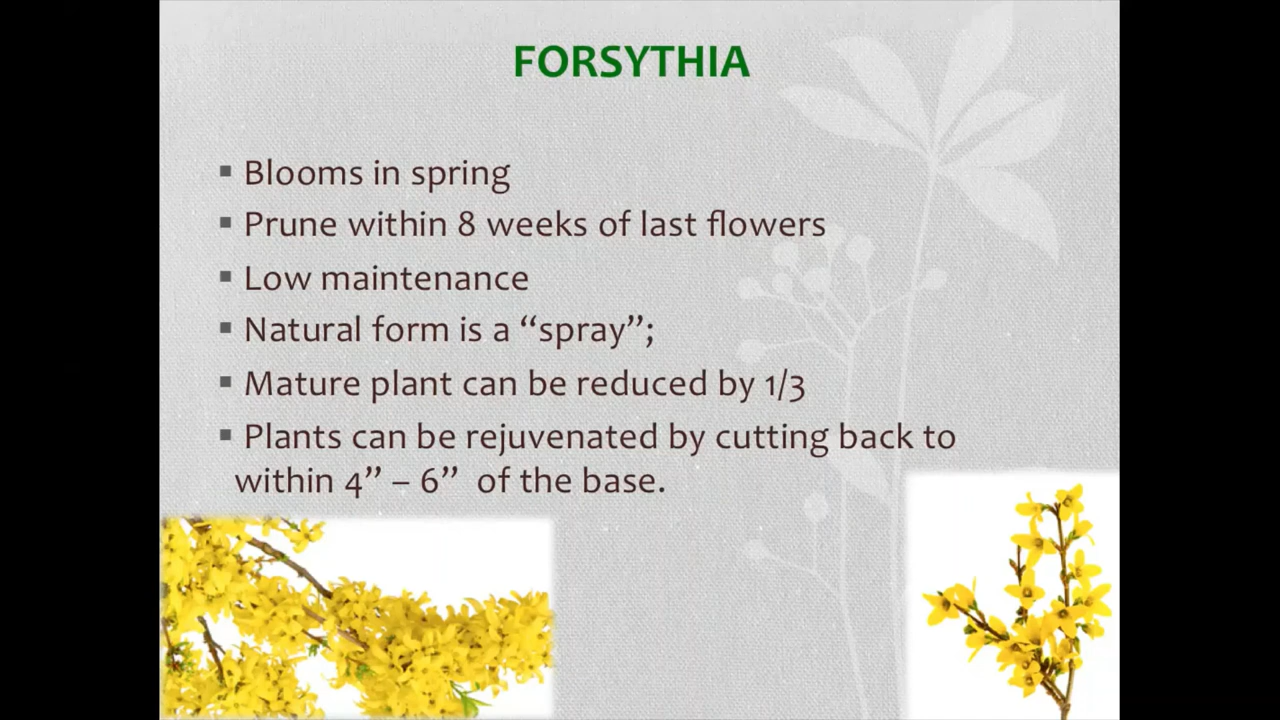 FORSYTHIA
▪ Blooms in spring
▪ Prune within 8 weeks of last flowers
▪ Low maintenance
▪ Natural form is a “spray”;
▪ Mature plant can be reduced by 1/3
▪ Plants can be rejuvenated by cutting back to
within 4” – 6” of the base.